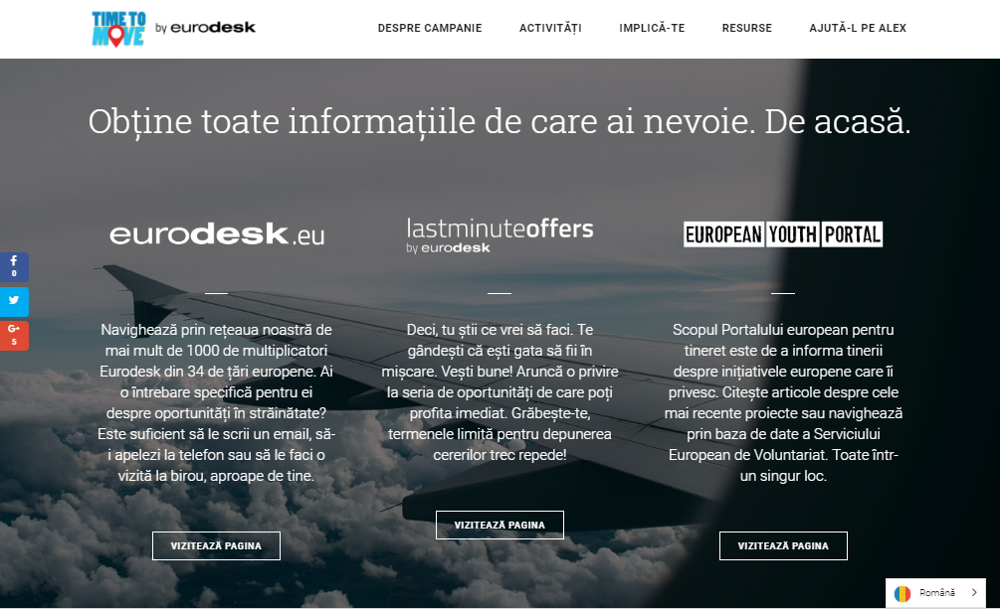 TIME TO
MOVE
by eurodesk
DESPRE CAMPANIE
ACTIVITĂȚI
IMPLICĂ-TE
RESURSE
AJUTĂ-L PE ALEX
Obține toate informațiile de care ai nevoie. De acasă.
eurodesk.eu
Navighează prin rețeaua noastră de
mai mult de 1000 de multiplicatori
Eurodesk din 34 de țări europene. Ai
o întrebare specifică pentru ei
despre oportunități în străinătate?
Este suficient să le scrii un email, să-
i apelezi la telefon sau să le faci o
vizită la birou, aproape de tine.
VIZITEAZĂ PAGINA
lastminuteoffers
by eurodesk
Deci, tu știi ce vrei să faci. Te
gândești că ești gata să fii în
mișcare. Vești bune! Aruncă o privire
la seria de oportunități de care poți
profita imediat. Grăbește-te,
termenele limită pentru depunerea
cererilor trec repede!
VIZITEAZĂ PAGINA
EUROPEAN YOUTH PORTAL
Scopul Portalului european pentru
tineret este de a informa tinerii
despre inițiativele europene care îi
privesc. Citește articole despre cele
mai recente proiecte sau navighează
prin baza de date a Serviciului
European de Voluntariat. Toate într-
un singur loc.
VIZITEAZĂ PAGINA
0
G+
5
Română